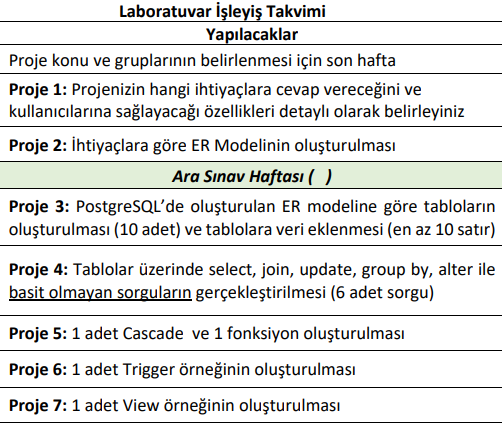 Laboratuvar İşleyiş Takvimi
Yapılacaklar
Proje konu ve gruplarının belirlenmesi için son hafta
Proje 1: Projenizin hangi ihtiyaçlara cevap vereceğini ve
kullanıcılarına sağlayacağı özellikleri detaylı olarak belirleyiniz
Proje 2: İhtiyaçlara göre ER Modelinin oluşturulması
Ara Sınav Haftası ( )
Proje 3: PostgreSQL’de oluşturulan ER modeline göre tabloların
oluşturulması (10 adet) ve tablolara veri eklenmesi (en az 10 satır)
Proje 4: Tablolar üzerinde select, join, update, group by, alter ile
basit olmayan sorguların gerçekleştirilmesi (6 adet sorgu)
Proje 5: 1 adet Cascade ve 1 fonksiyon oluşturulması
Proje 6: 1 adet Trigger örneğinin oluşturulması
Proje 7: 1 adet View örneğinin oluşturulması